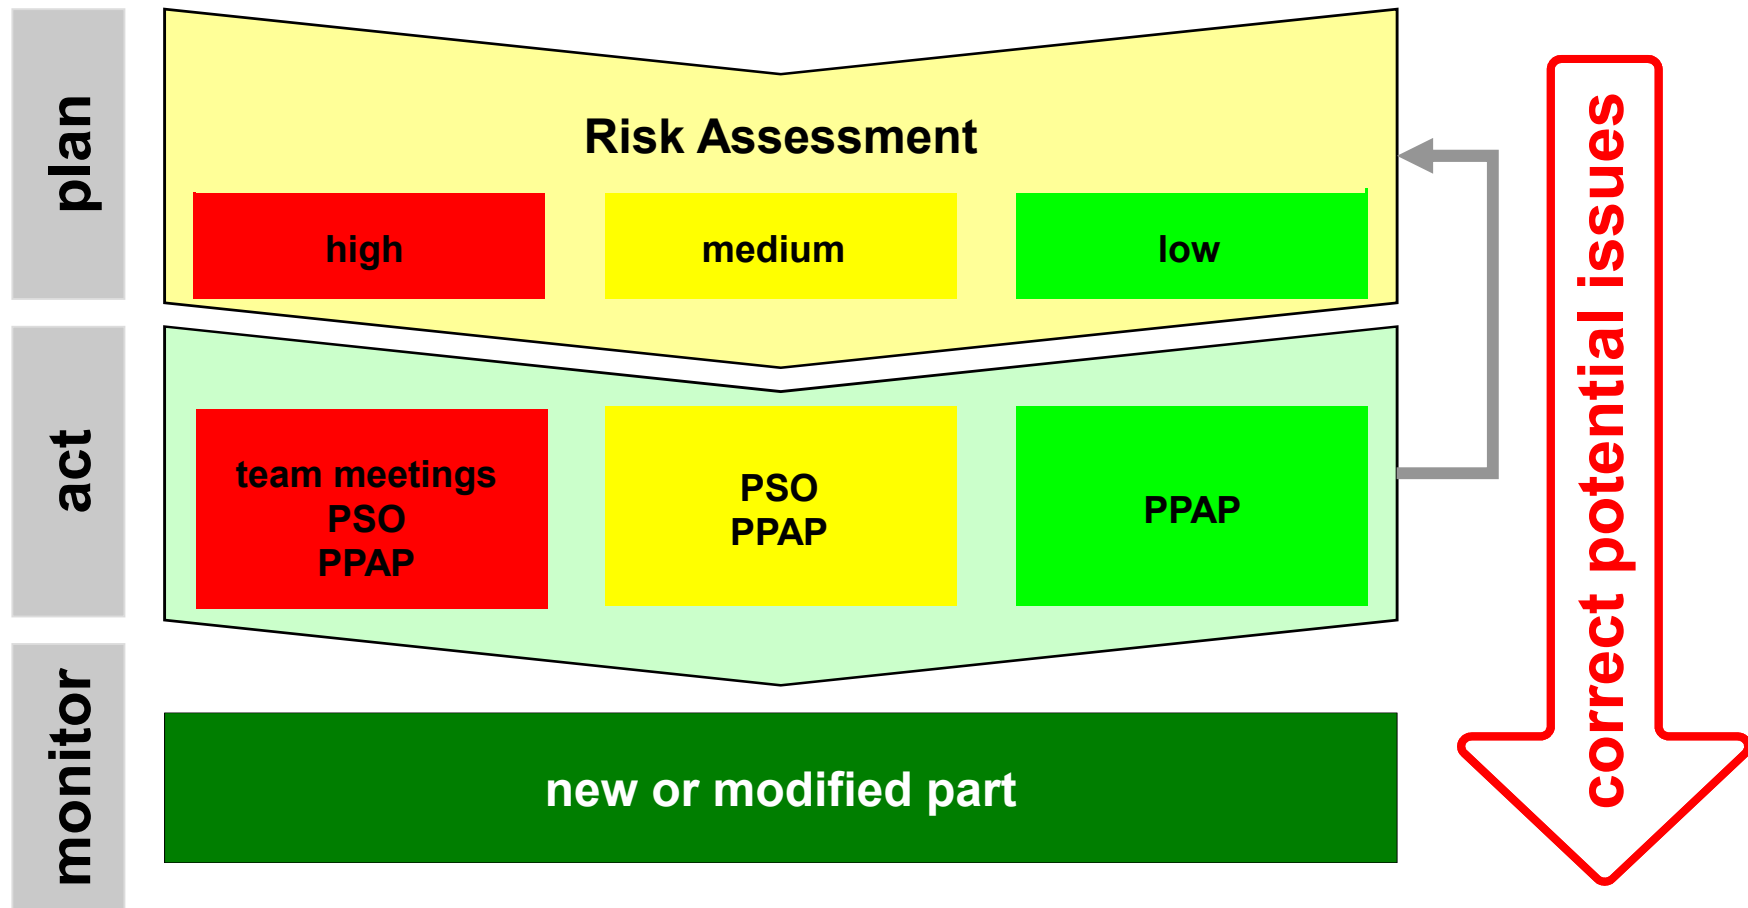 plan
Risk Assessment
high
medium
low
act
team meetings
PSO
PPAP
PSO
PPAP
PPAP
monitor
new or modified part
correct potential issues